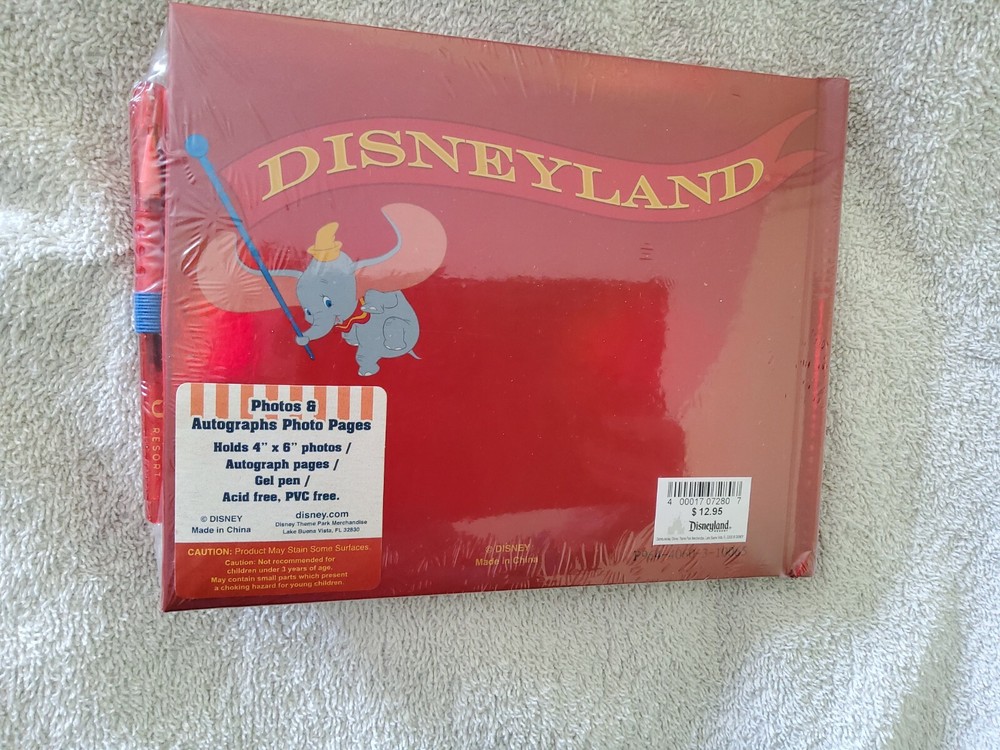 DISNEYLAND
Photos &
Autographs Photo Pages
Holds 4" x 6" photos /
Autograph pages /
Gel pen /
Acid free, PVC free.
© DISNEY
Made in China
disney.com
Disney Theme Park Merchandise
Lake Buena Vista, FL 32830
CAUTION: Product May Stain Some Surfaces.
Caution: Not recommended for
children under 3 years of age.
May contain small parts which present
a choking hazard for young children.
RESORT
© DISNEY
Made in China
4 00017 07280 7
$ 12.95
Disneyland